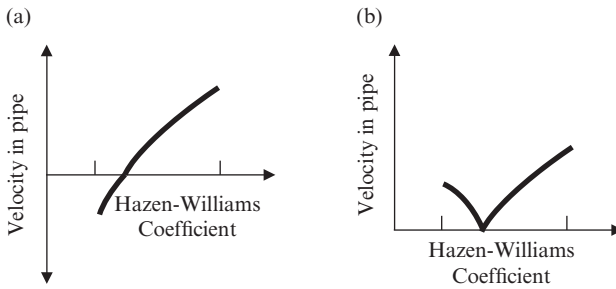 (a)
Velocity in pipe
Hazen-Williams
Coefficient
(b)
Velocity in pipe
Hazen-Williams
Coefficient